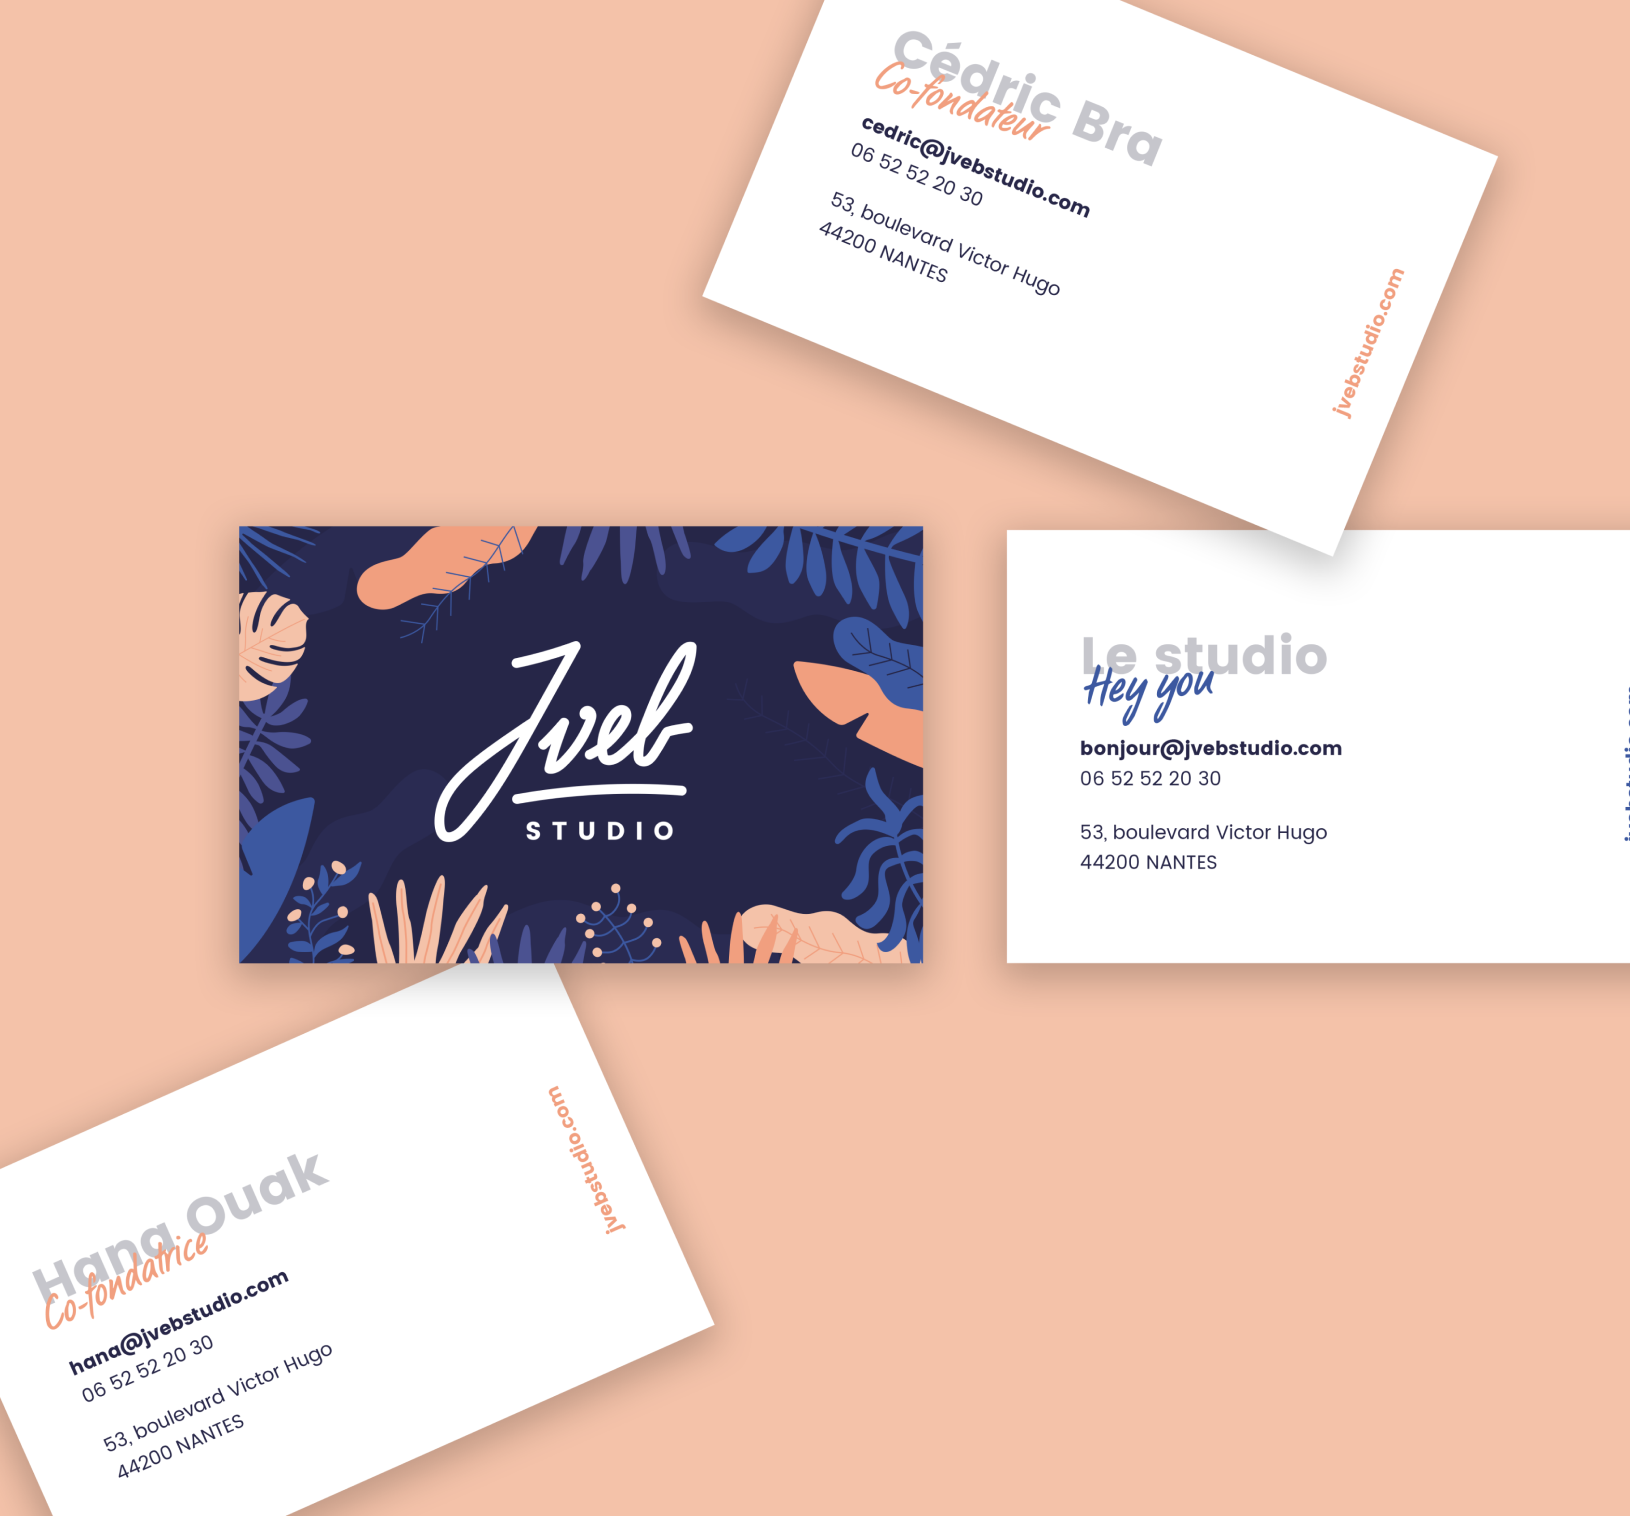 Cédric Bra
Co-fondateur
cedric@jvebstudio.com
06 52 52 20 30
53, boulevard Victor Hugo
44200 NANTES
jvebstudio.com
Jveb
STUDIO
Le studio
Hey you
bonjour@jvebstudio.com
06 52 52 20 30
53, boulevard Victor Hugo
44200 NANTES
Hana Ouak
Co-fondatrice
hana@jvebstudio.com
06 52 52 20 30
53, boulevard Victor Hugo
44200 NANTES
jvebstudio.com